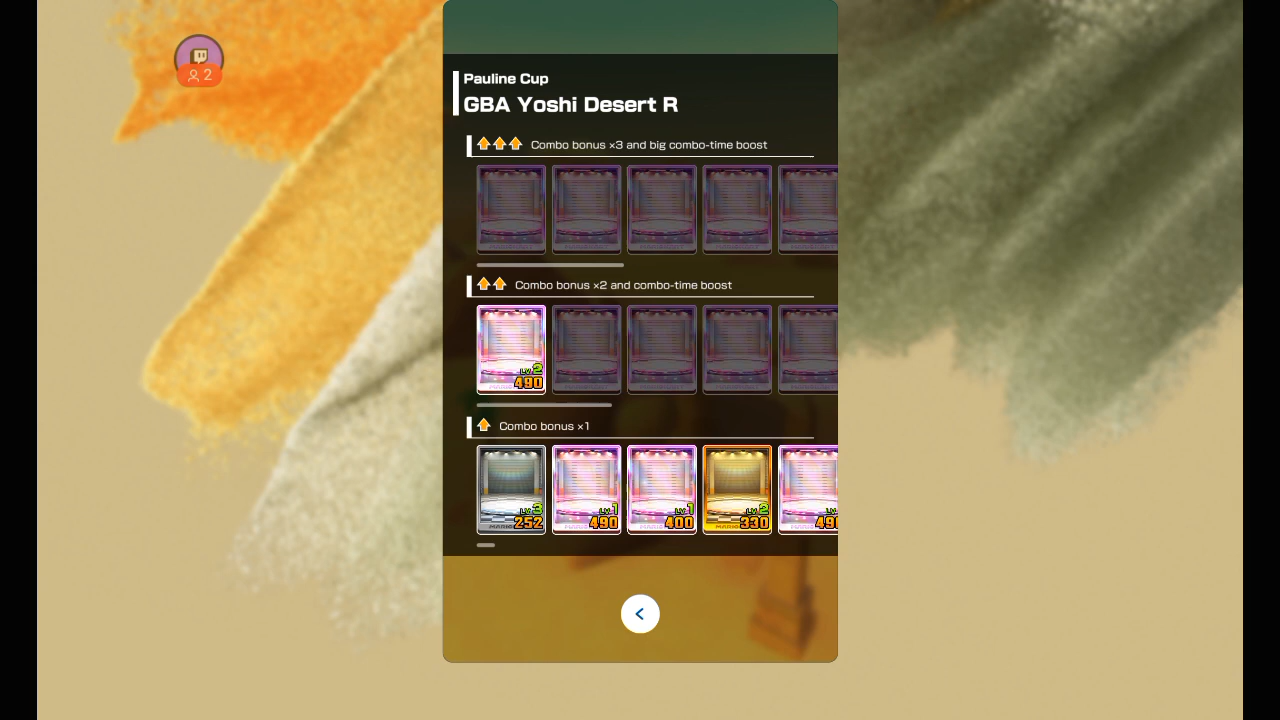 2
Pauline Cup
GBA Yoshi Desert R
Combo bonus ×3 and big combo-time boost
Combo bonus ×2 and combo-time boost
Lv.2
490
Combo bonus ×1
Lv.3 Lv.1 Lv.1 Lv.2
252 490 400 330 490